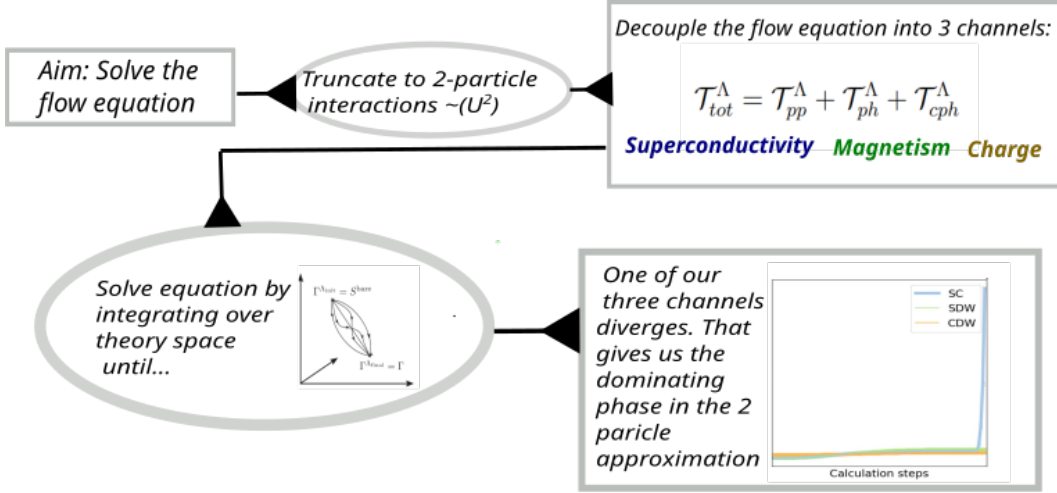 Aim: Solve the
flow equation
Truncate to 2-particle
interactions ~(U²)
Decouple the flow equation into 3 channels:
𝒯^Λ_tot = 𝒯^Λ_pp + 𝒯^Λ_ph + 𝒯^Λ_cph
Superconductivity Magnetism Charge
Solve equation by
integrating over
theory space
until...
Γ^Λinit = S^bare
Γ^Λfinal = Γ
One of our
three channels
diverges. That
gives us the
dominating
phase in the 2
paricle
approximation
SC
SDW
CDW
Calculation steps